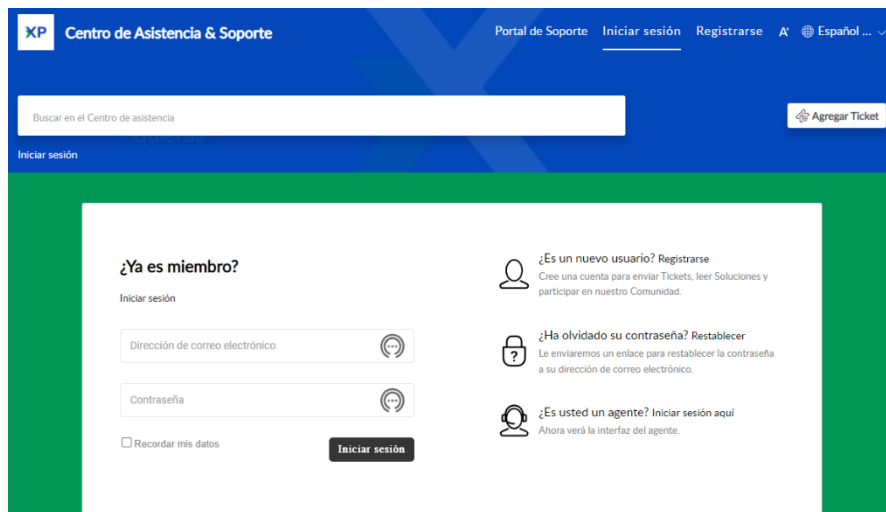 XP
Centro de Asistencia & Soporte
Portal de Soporte
Iniciar sesión
Registrarse
A+
Español ...
Buscar en el Centro de asistencia
quieras
Agregar Ticket
Iniciar sesión
¿Ya es miembro?
Iniciar sesión
Dirección de correo electrónico
Contraseña
Recordar mis datos
Iniciar sesión
¿Es un nuevo usuario? Registrarse
Cree una cuenta para enviar Tickets, leer Soluciones y
participar en nuestro Comunidad.
¿Ha olvidado su contraseña? Restablecer
Le enviaremos un enlace para restablecer la contraseña
a su dirección de correo electrónico.
¿Es usted un agente? Iniciar sesión aquí
Ahora verá la interfaz del agente.